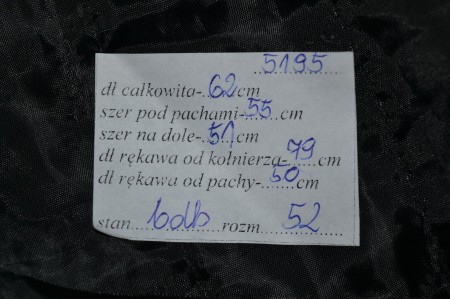 5195
dł całkowita-62cm
szer pod pachami-55cm
szer na dole-51cm
dł rękawa od kołnierza-79cm
dł rękawa od pachy-50cm
stan bdb rozm 52